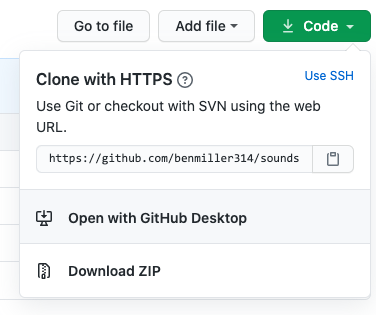 Go to file
Add file
Code
Clone with HTTPS
Use SSH
Use Git or checkout with SVN using the web
URL.
https://github.com/benmiller314/sounds
Open with GitHub Desktop
Download ZIP